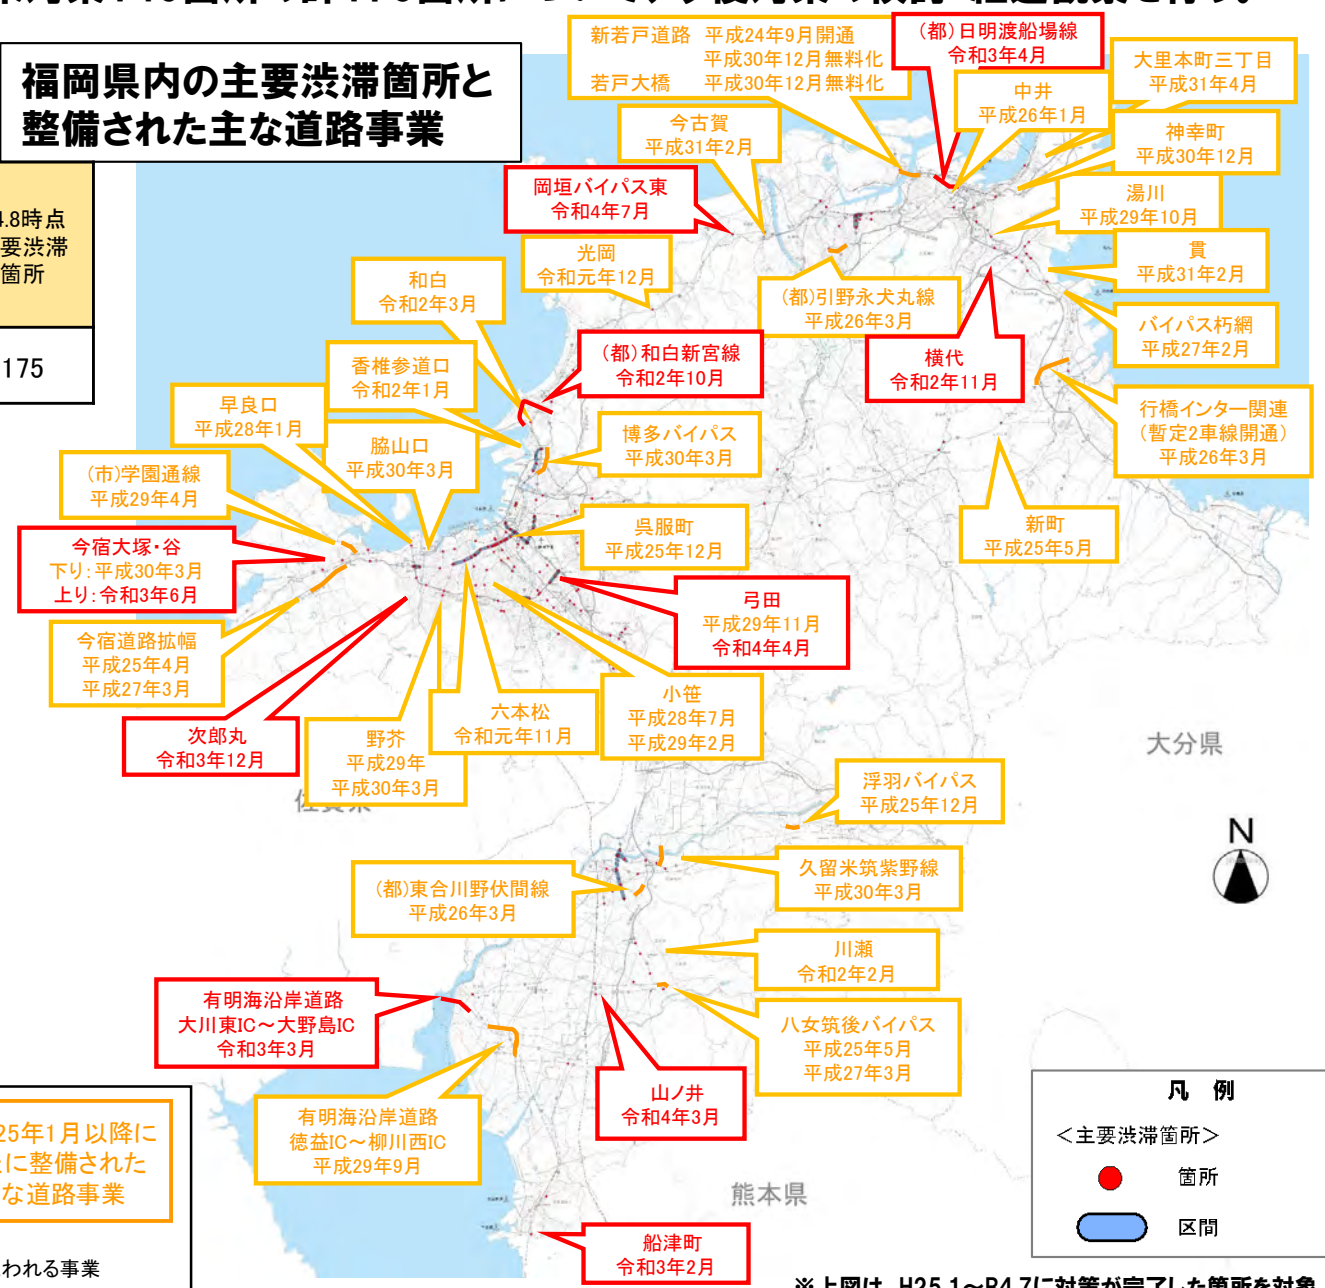 福岡県内の主要渋滞箇所と
整備された主な道路事業
4.8時点
要渋滞
箇所
175
新若戸道路 平成24年9月開通
平成30年12月無料化
若戸大橋 平成30年12月無料化
(都)日明渡船場線
令和3年4月
大里本町三丁目
平成31年4月
中井
平成26年1月
今古賀
平成31年2月
神幸町
平成30年12月
岡垣バイパス東
令和4年7月
湯川
平成29年10月
光岡
令和元年12月
貫
平成31年2月
和白
令和2年3月
(都)引野永犬丸線
平成26年3月
バイパス朽網
平成27年2月
(都)和白新宮線
令和2年10月
横代
令和2年11月
香椎参道口
令和2年1月
行橋インター関連
(暫定2車線開通)
平成26年3月
早良口
平成28年1月
博多バイパス
平成30年3月
脇山口
平成30年3月
(市)学園通線
平成29年4月
呉服町
平成25年12月
新町
平成25年5月
今宿大塚・谷
下り:平成30年3月
上り:令和3年6月
弓田
平成29年11月
令和4年4月
今宿道路拡幅
平成25年4月
平成27年3月
小笹
平成28年7月
平成29年2月
六本松
令和元年11月
次郎丸
令和3年12月
野芥
平成29年
平成30年3月
大分県
佐賀県
浮羽バイパス
平成25年12月
N
久留米筑紫野線
平成30年3月
(都)東合川野伏間線
平成26年3月
川瀬
令和2年2月
有明海沿岸道路
大川東IC～大野島IC
令和3年3月
八女筑後バイパス
平成25年5月
平成27年3月
山ノ井
令和4年3月
有明海沿岸道路
徳益IC～柳川西IC
平成29年9月
熊本県
船津町
令和3年2月
25年1月以降に
に整備された
な道路事業
われる事業
凡 例
＜主要渋滞箇所＞
箇所
区間
※上図は、H25.1～R4.7に対策が完了した箇所を対象